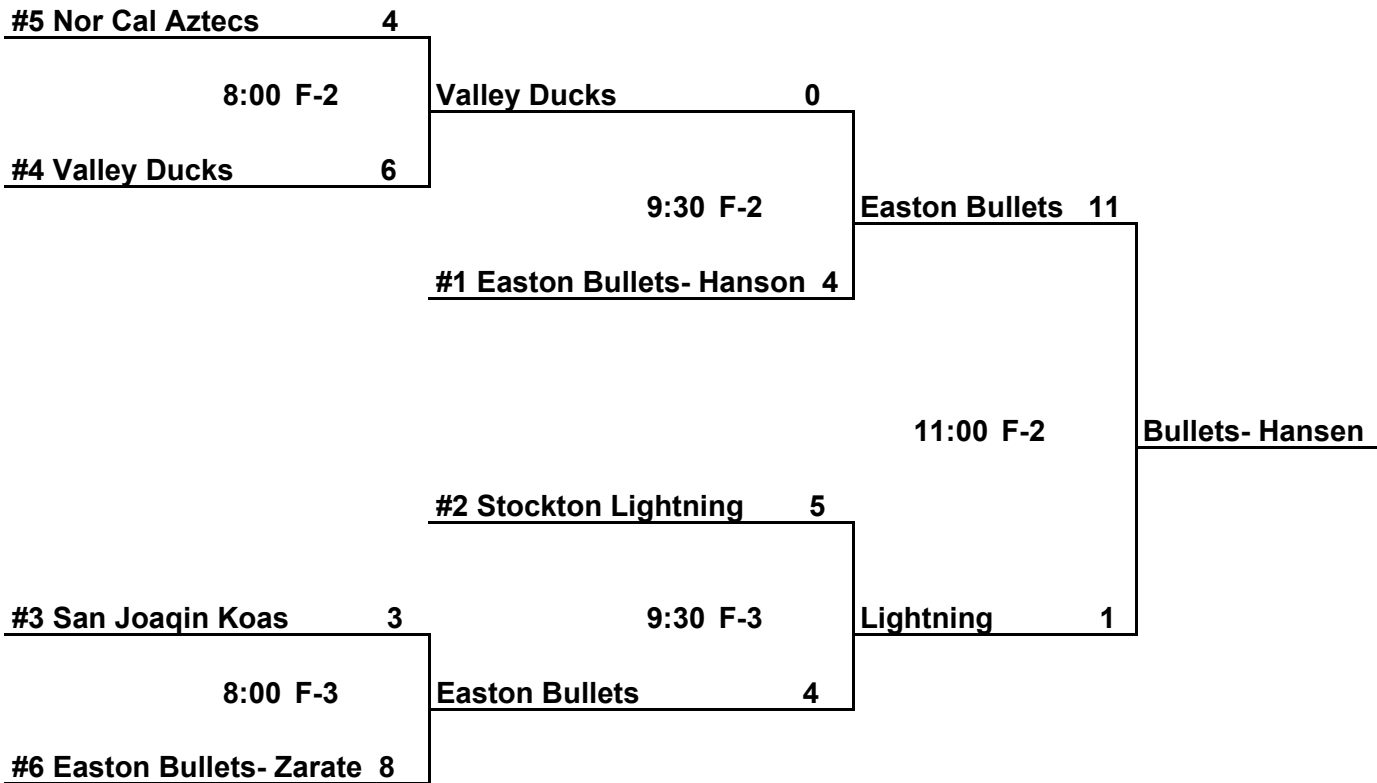 #5 Nor Cal Aztecs 4
8:00 F-2
Valley Ducks 0
#4 Valley Ducks 6
9:30 F-2
Easton Bullets 11
#1 Easton Bullets- Hanson 4
11:00 F-2
Bullets- Hansen
#2 Stockton Lightning 5
#3 San Joaqin Koas 3
9:30 F-3
Lightning 1
8:00 F-3
Easton Bullets 4
#6 Easton Bullets- Zarate 8